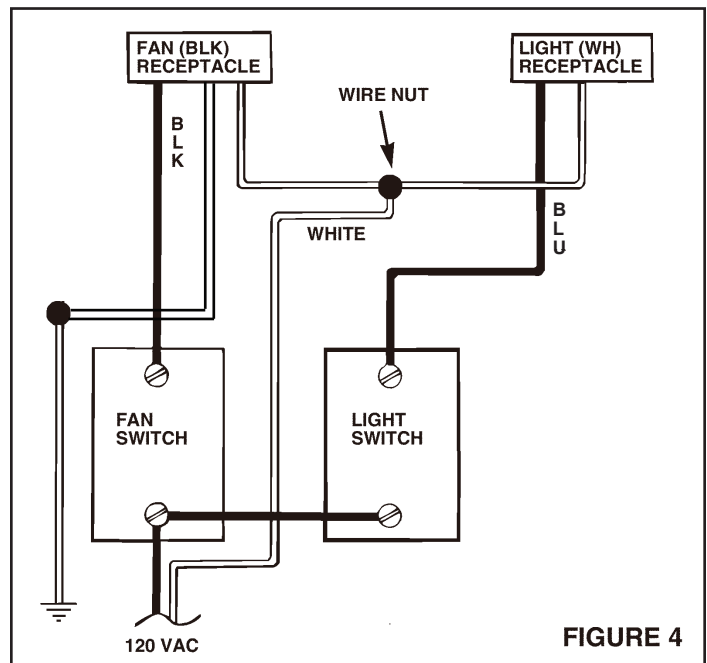 FAN (BLK)
RECEPTACLE
LIGHT (WH)
RECEPTACLE
WIRE NUT
B
L
K
WHITE
B
L
U
FAN
SWITCH
LIGHT
SWITCH
120 VAC
FIGURE 4